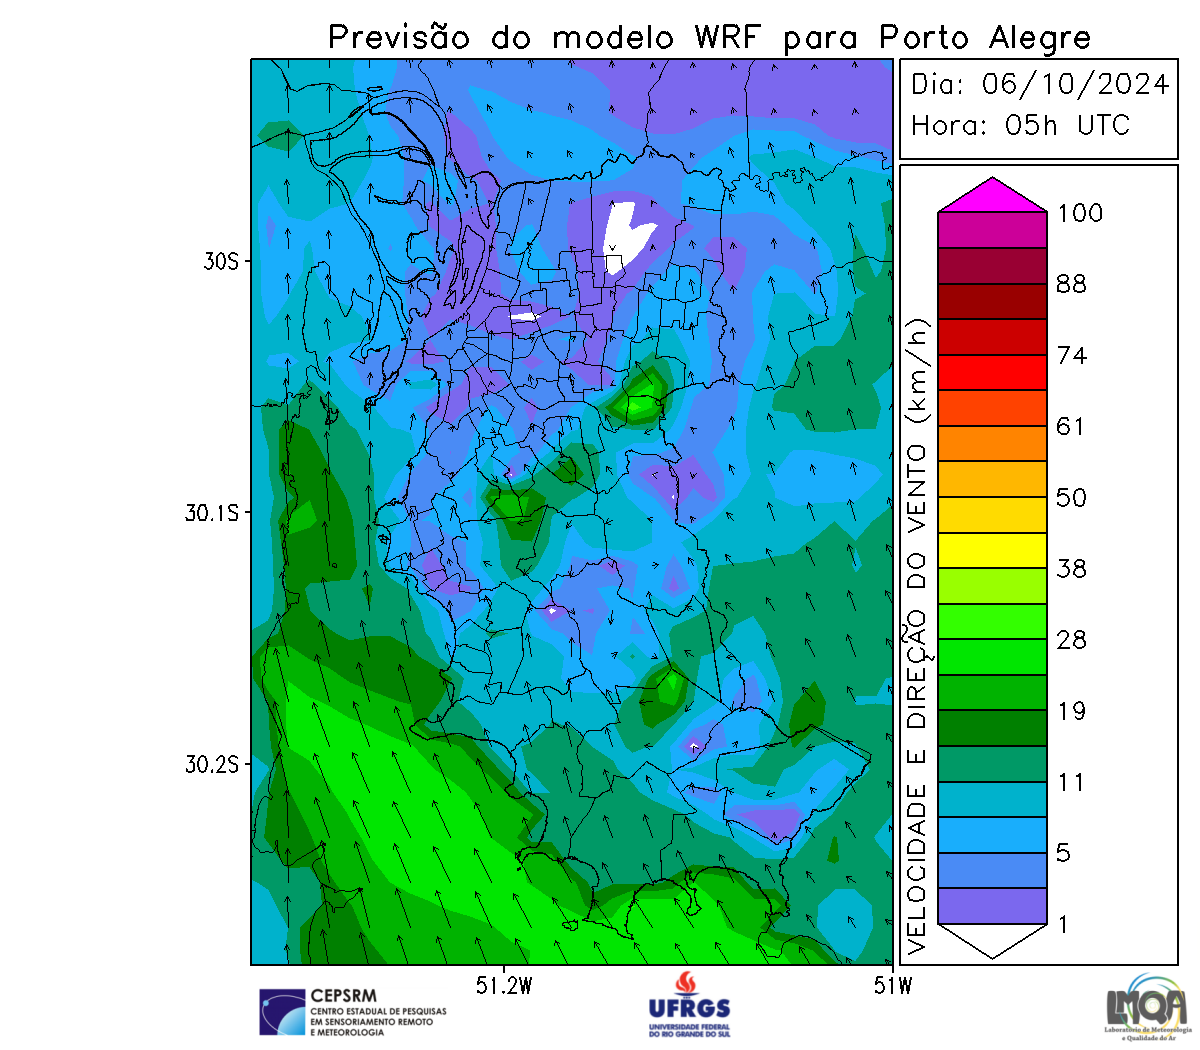 Previsão do modelo WRF para Porto Alegre
Dia: 06/10/2024
Hora: 05h UTC
30S
30.1S
30.2S
51.2W
51W
VELOCIDADE E DIREÇÃO DO VENTO (km/h)
100
88
74
61
50
38
28
19
11
5
1
CEPSRM
CENTRO ESTADUAL DE PESQUISAS
EM SENSORIAMENTO REMOTO
E METEOROLOGIA
UFRGS
UNIVERSIDADE FEDERAL
DO RIO GRANDE DO SUL
LMQA
Laboratório de Meteorologia
e Qualidade do Ar